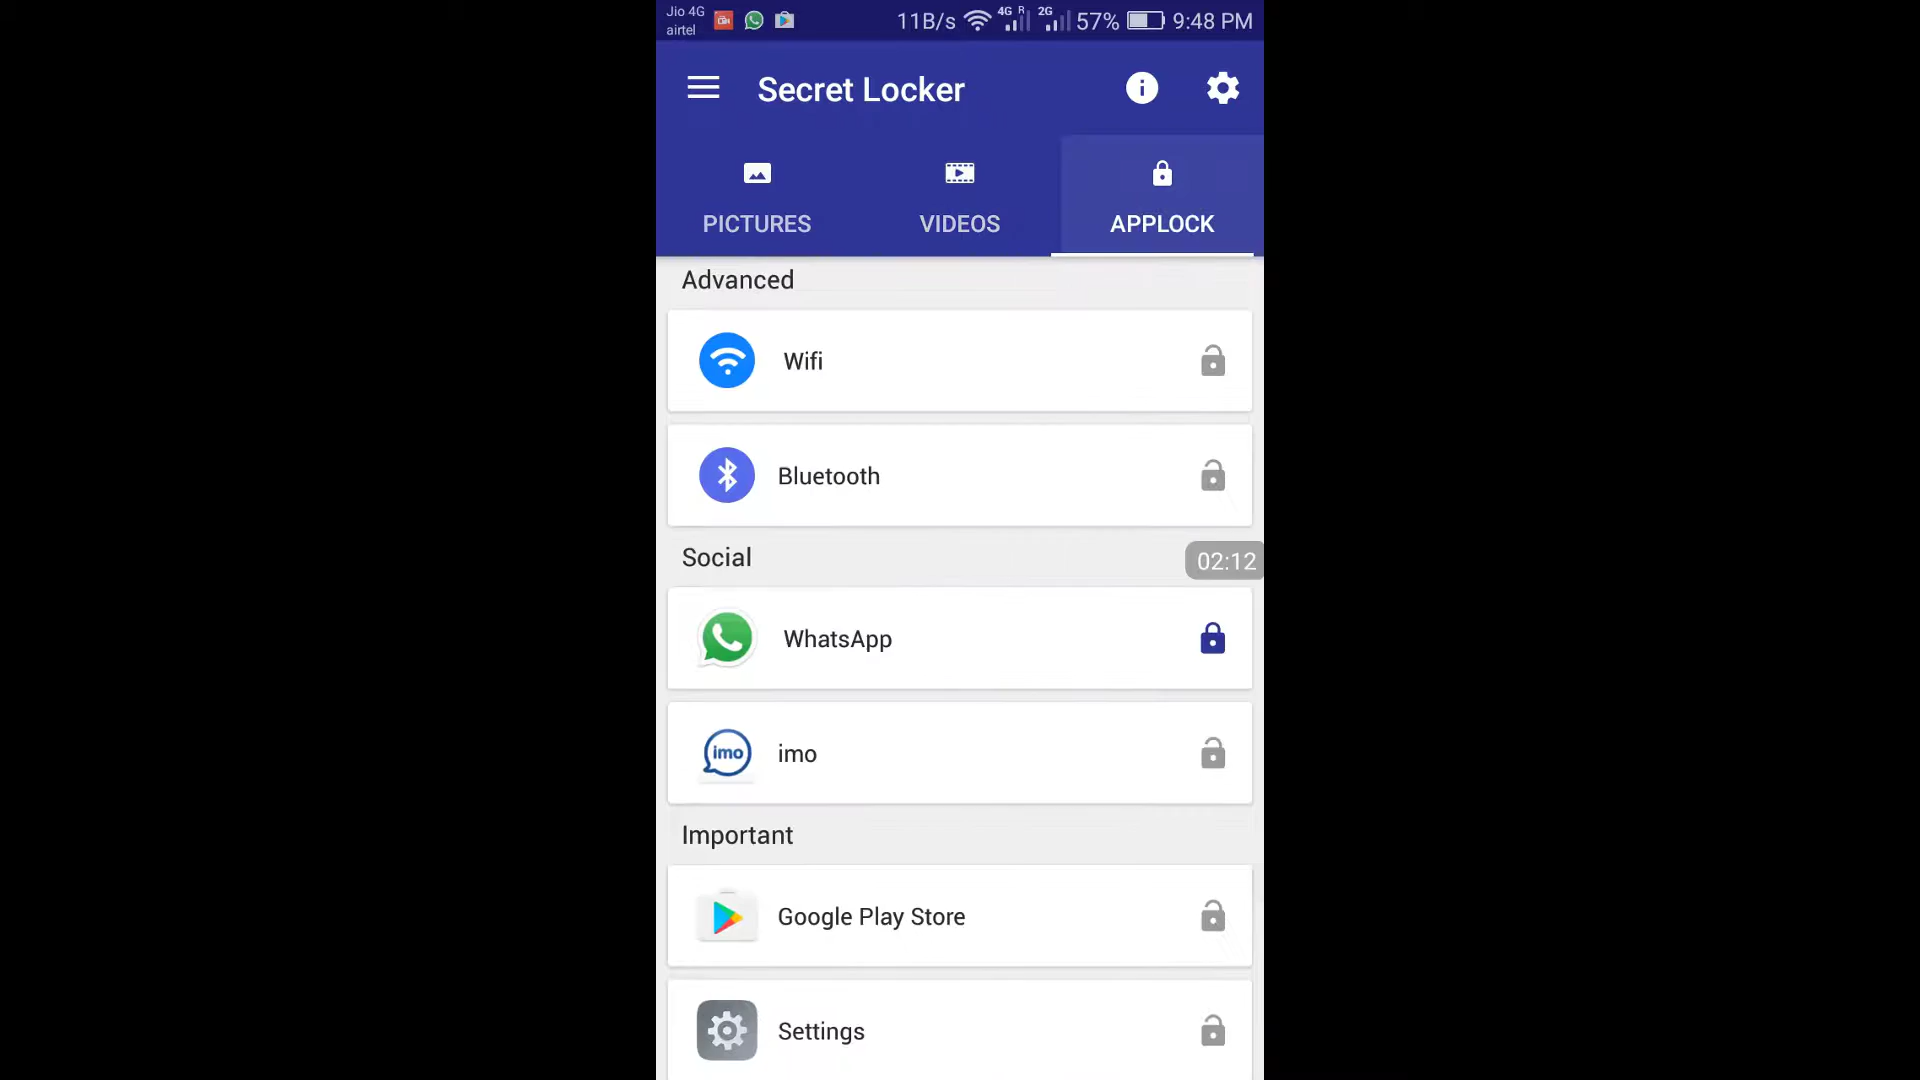 Jio 4G
airtel
11B/s 4G R 2G 57% 9:48 PM
Secret Locker
PICTURES VIDEOS APPLOCK
Advanced
Wifi
Bluetooth
Social
02:12
WhatsApp
imo
imo
Important
Google Play Store
Settings